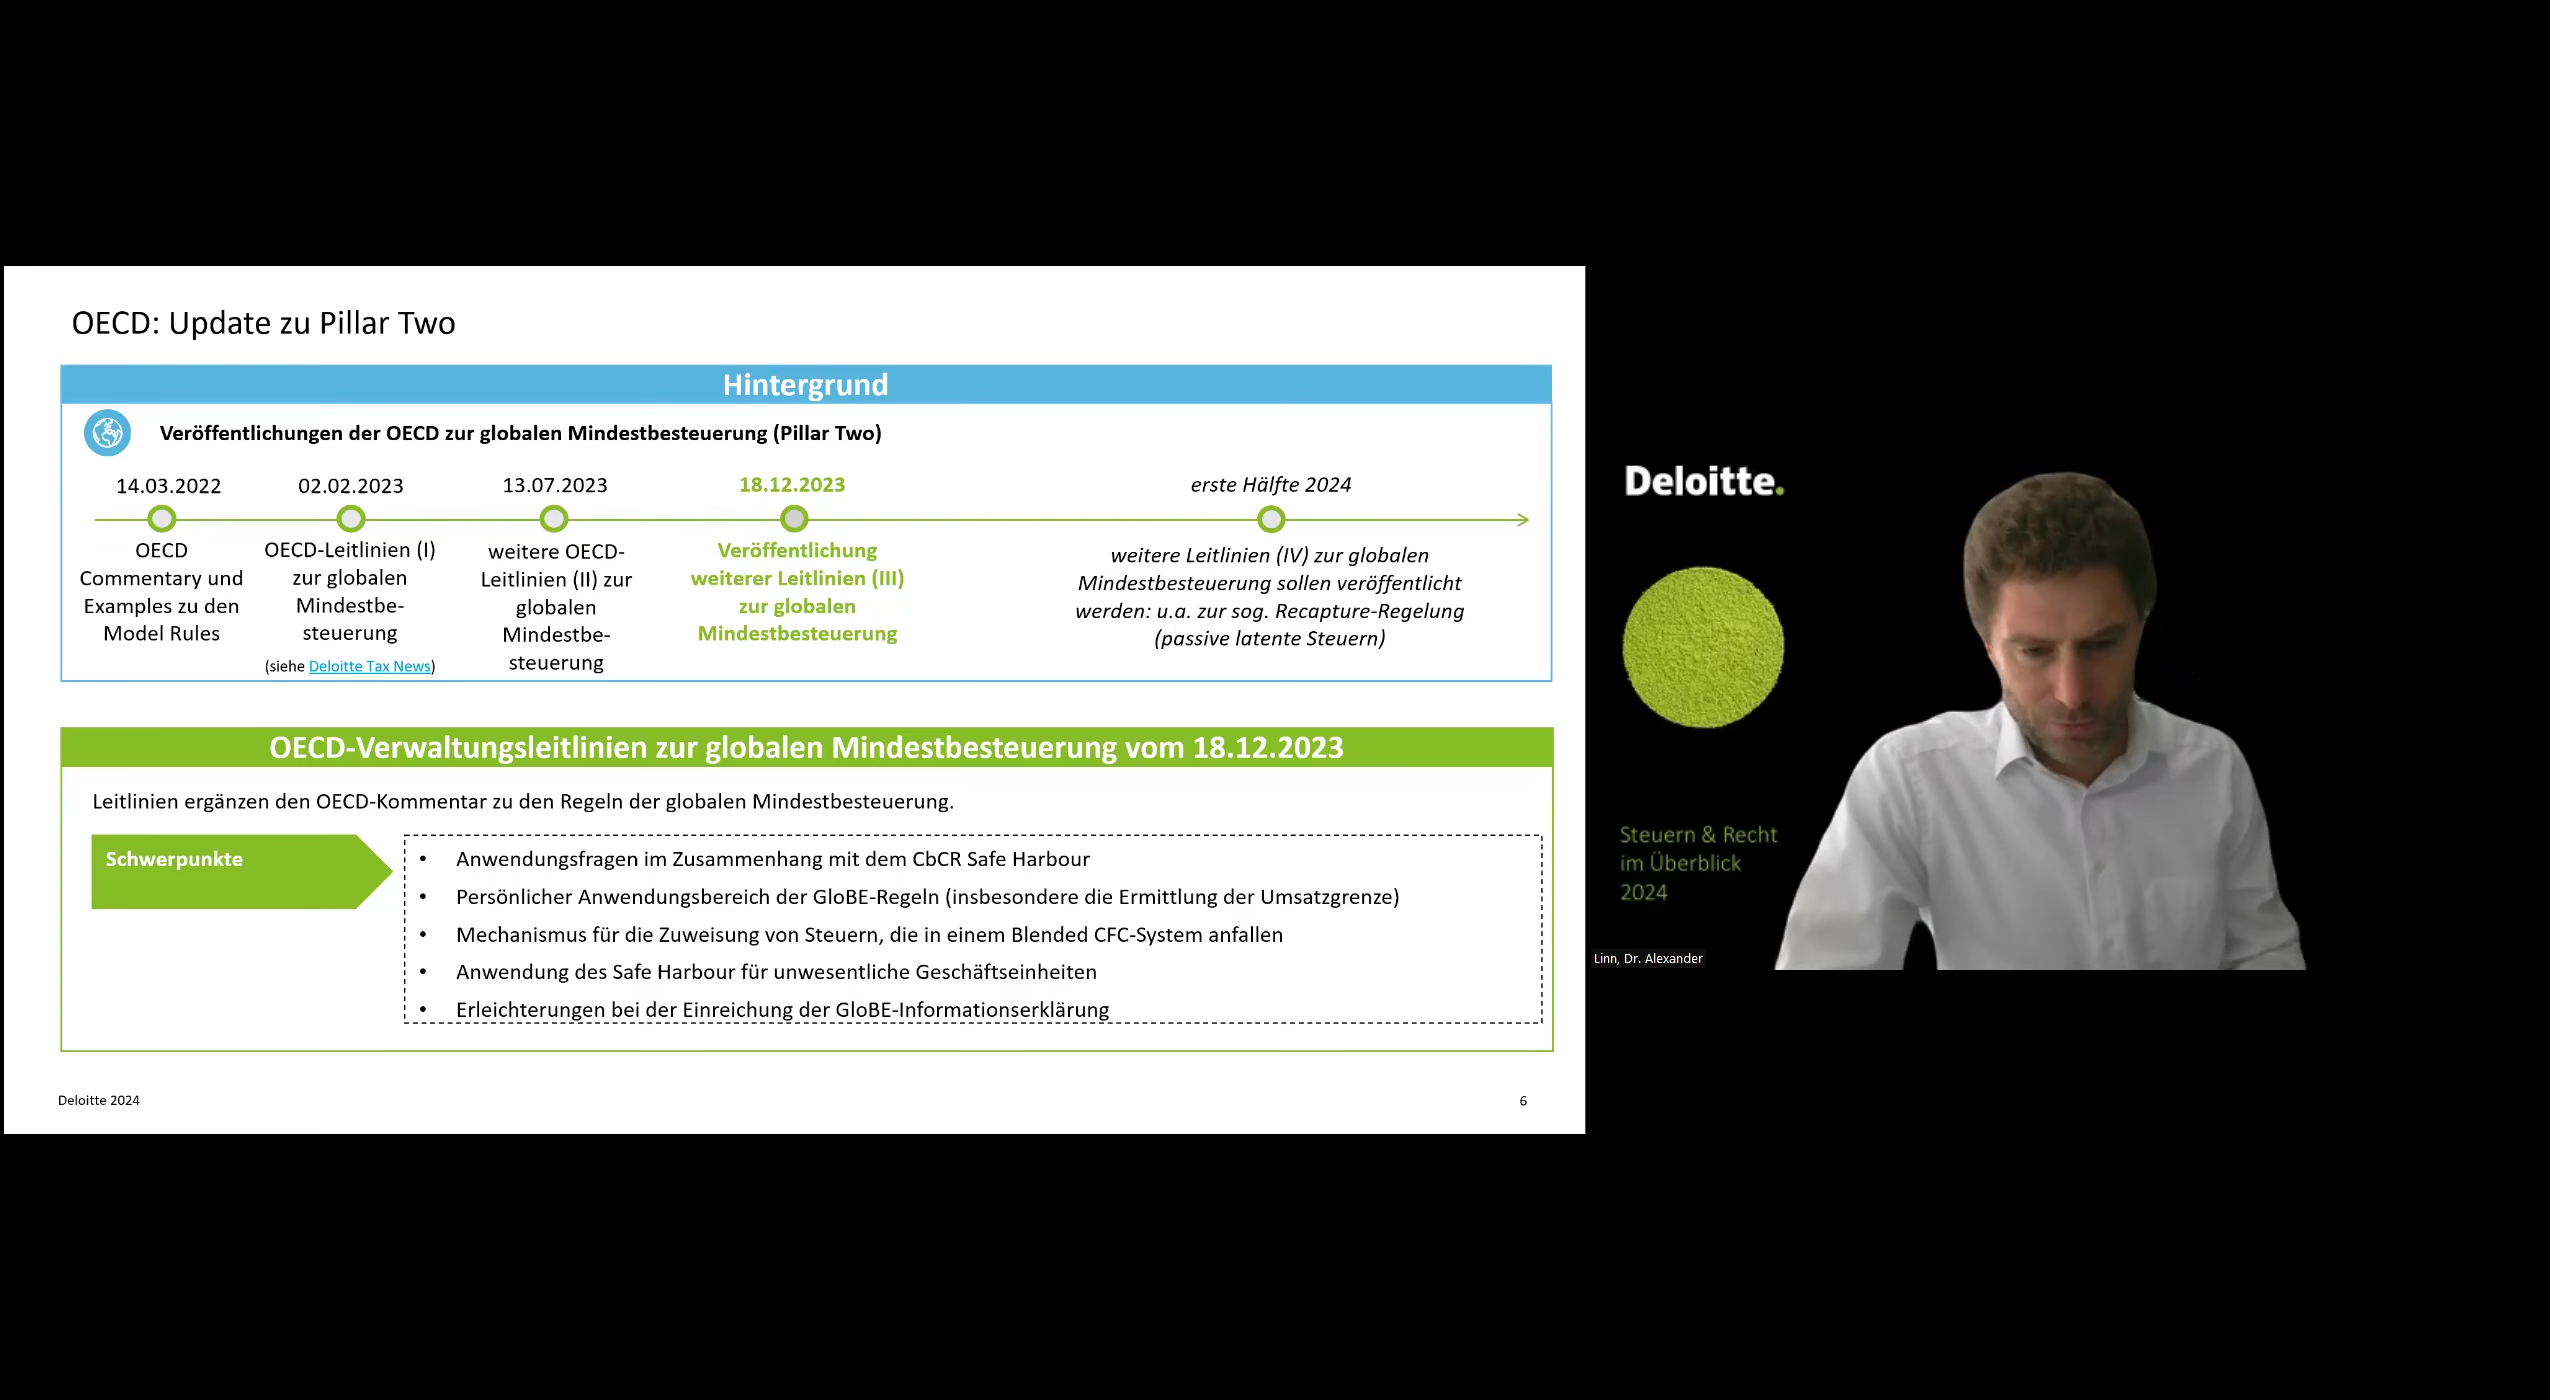 OECD: Update zu Pillar Two
Hintergrund
Veröffentlichungen der OECD zur globalen Mindestbesteuerung (Pillar Two)
14.03.2022
OECD
Commentary und
Examples zu den
Model Rules
02.02.2023
OECD-Leitlinien (I)
zur globalen
Mindestbe-
steuerung
(siehe Deloitte Tax News)
13.07.2023
weitere OECD-
Leitlinien (II) zur
globalen
Mindestbe-
steuerung
18.12.2023
Veröffentlichung
weiterer Leitlinien (III)
zur globalen
Mindestbesteuerung
erste Hälfte 2024
weitere Leitlinien (IV) zur globalen
Mindestbesteuerung sollen veröffentlicht
werden: u.a. zur sog. Recapture-Regelung
(passive latente Steuern)
OECD-Verwaltungsleitlinien zur globalen Mindestbesteuerung vom 18.12.2023
Leitlinien ergänzen den OECD-Kommentar zu den Regeln der globalen Mindestbesteuerung.
Schwerpunkte
• Anwendungsfragen im Zusammenhang mit dem CbCR Safe Harbour
• Persönlicher Anwendungsbereich der GloBE-Regeln (insbesondere die Ermittlung der Umsatzgrenze)
• Mechanismus für die Zuweisung von Steuern, die in einem Blended CFC-System anfallen
• Anwendung des Safe Harbour für unwesentliche Geschäftseinheiten
• Erleichterungen bei der Einreichung der GloBE-Informationserklärung
Deloitte 2024
6
Deloitte.
Steuern & Recht
im Überblick
2024
Linn, Dr. Alexander